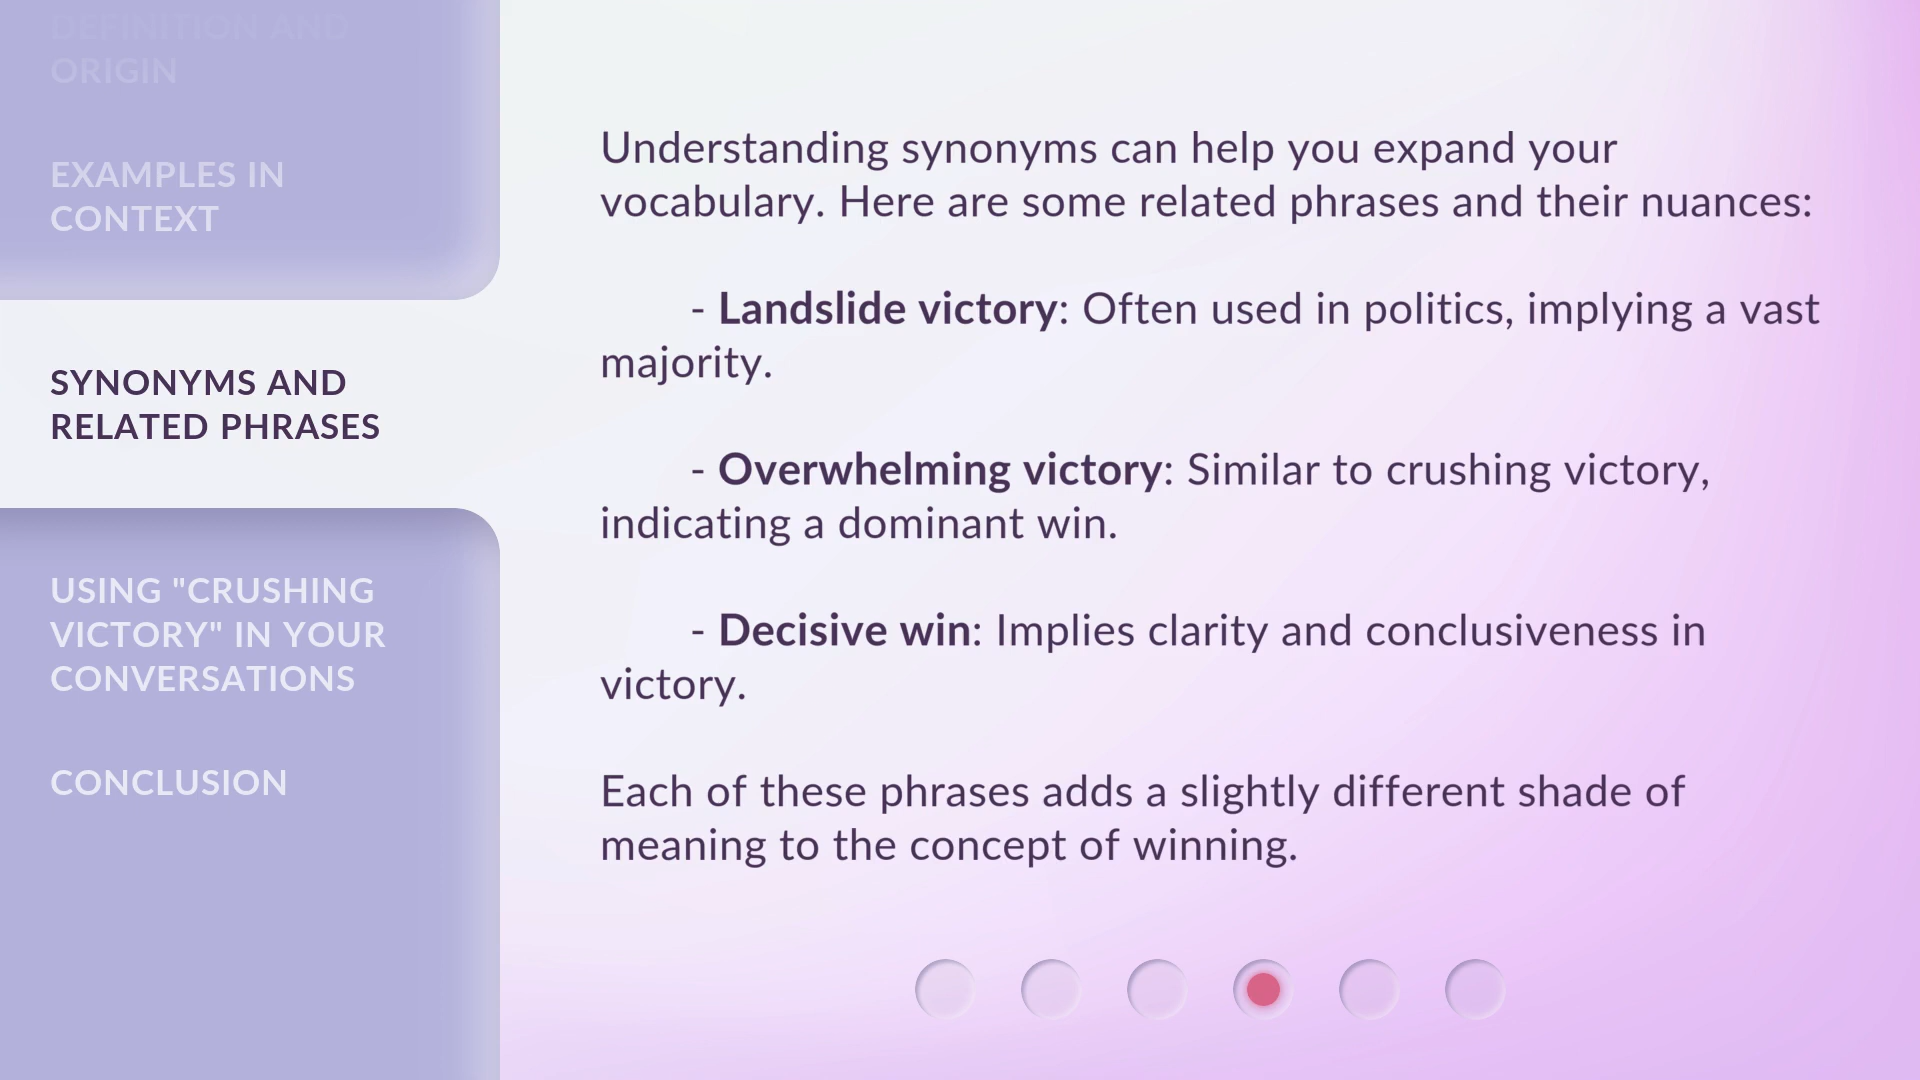 DEFINITION AND
ORIGIN
EXAMPLES IN
CONTEXT
SYNONYMS AND
RELATED PHRASES
USING "CRUSHING
VICTORY" IN YOUR
CONVERSATIONS
CONCLUSION
Understanding synonyms can help you expand your
vocabulary. Here are some related phrases and their nuances:
- Landslide victory: Often used in politics, implying a vast
majority.
- Overwhelming victory: Similar to crushing victory,
indicating a dominant win.
- Decisive win: Implies clarity and conclusiveness in
victory.
Each of these phrases adds a slightly different shade of
meaning to the concept of winning.